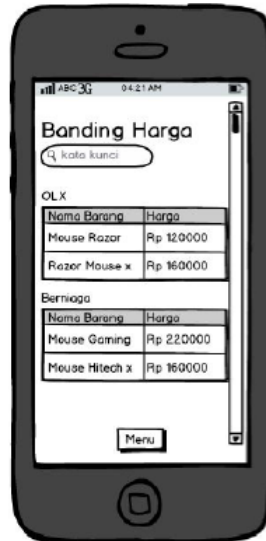 ABC 3G 04:21 AM
Banding Harga
kata kunci
OLX
Nama Barang Harga
Mouse Razor Rp 120000
Razor Mouse x Rp 160000
Berniaga
Nama Barang Harga
Mouse Gaming Rp 220000
Mouse Hitech x Rp 160000
Menu